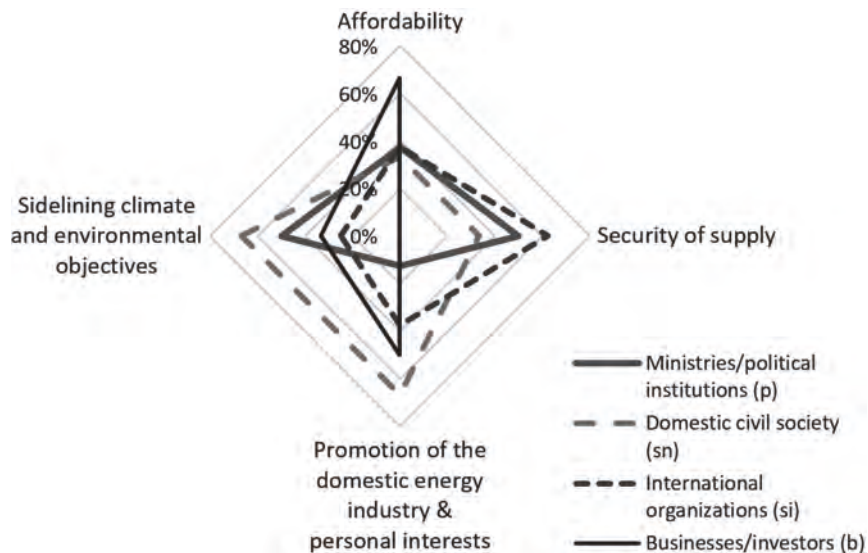 Affordability
80%
60%
40%
20%
0%
Sidelining climate
and environmental
objectives
Security of supply
Promotion of the
domestic energy
industry &
personal interests
Ministries/political
institutions (p)
Domestic civil society
(sn)
International
organizations (si)
Businesses/investors (b)